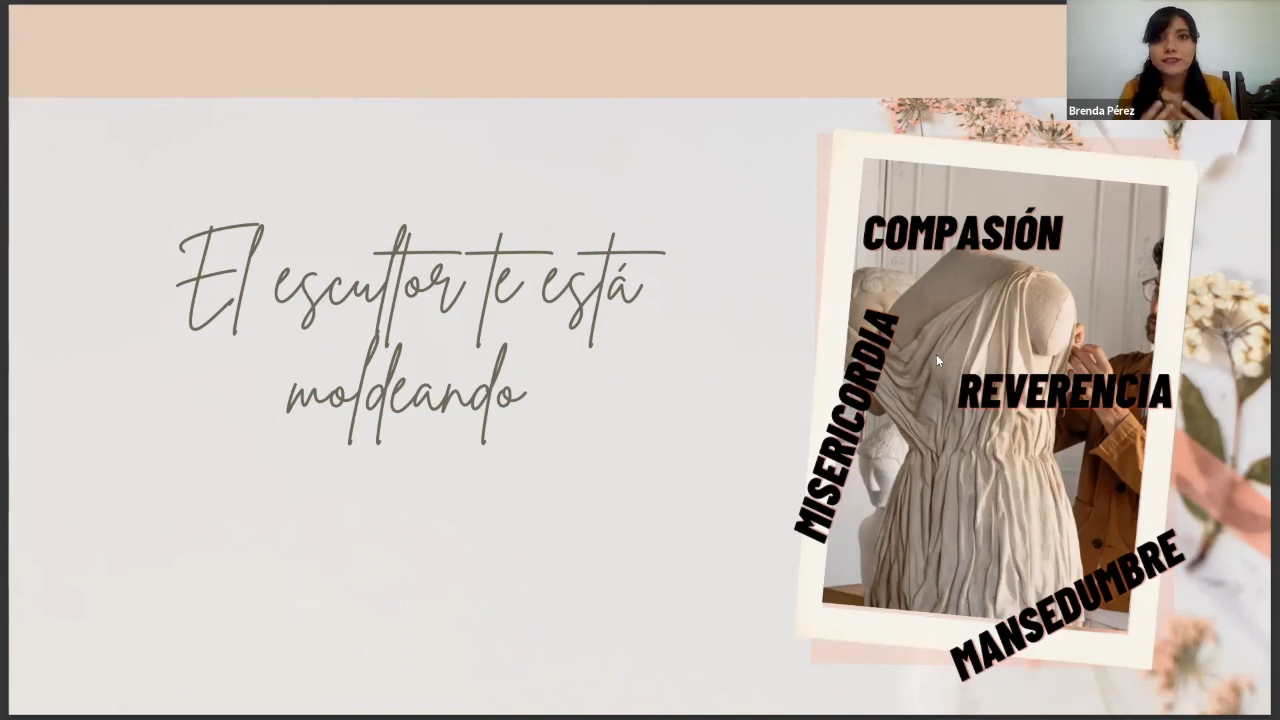 Brenda Pérez
El escultor te está
moldeando
COMPASIÓN
MISERICORDIA
REVERENCIA
MANSEDUMBRE